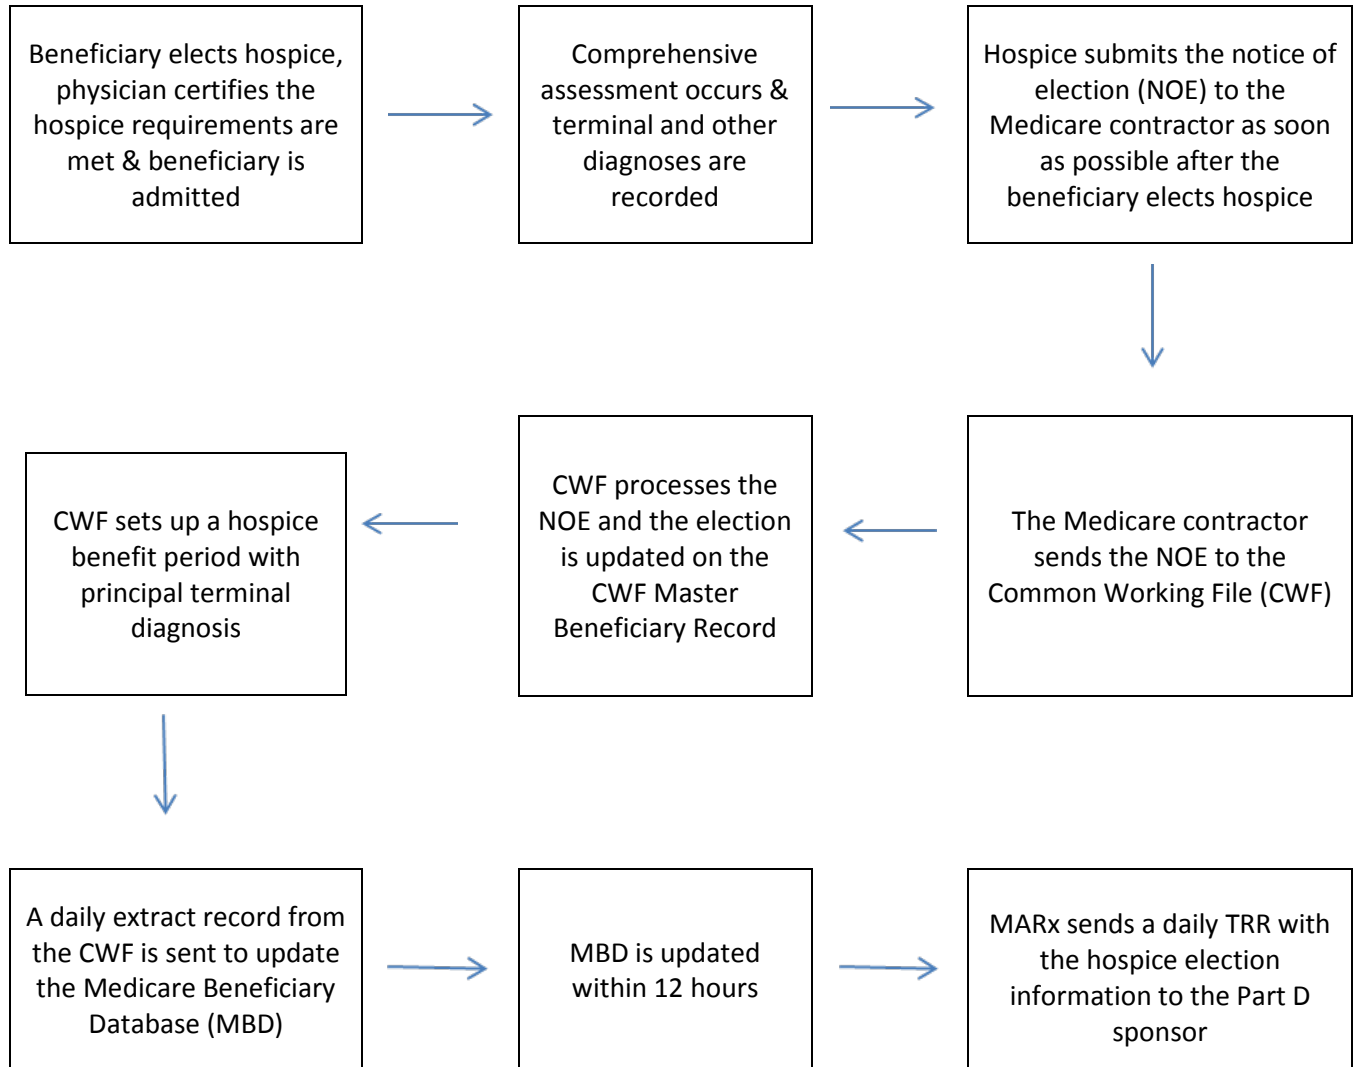 Beneficiary elects hospice,
physician certifies the
hospice requirements are
met & beneficiary is
admitted
Comprehensive
assessment occurs &
terminal and other
diagnoses are
recorded
Hospice submits the notice of
election (NOE) to the
Medicare contractor as soon
as possible after the
beneficiary elects hospice
The Medicare contractor
sends the NOE to the
Common Working File (CWF)
CWF processes the
NOE and the election
is updated on the
CWF Master
Beneficiary Record
CWF sets up a hospice
benefit period with
principal terminal
diagnosis
A daily extract record from
the CWF is sent to update
the Medicare Beneficiary
Database (MBD)
MBD is updated
within 12 hours
MARx sends a daily TRR with
the hospice election
information to the Part D
sponsor